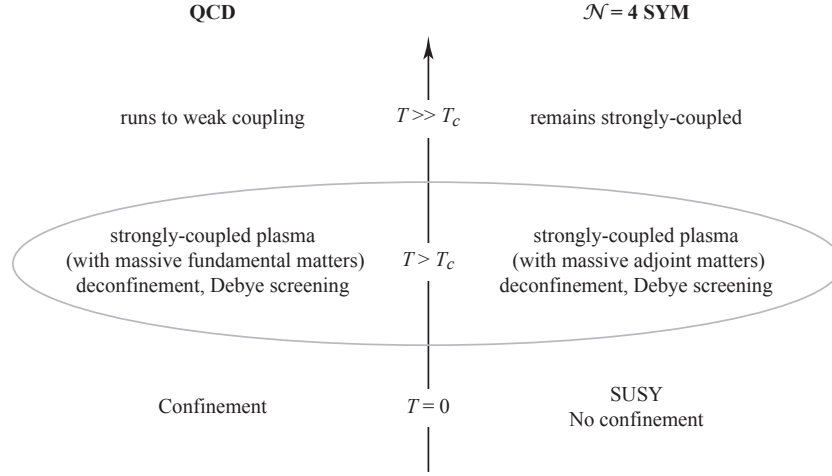 QCD
𝒩 = 4 SYM
runs to weak coupling
T >> T_c
remains strongly-coupled
strongly-coupled plasma
(with massive fundamental matters)
deconfinement, Debye screening
T > T_c
strongly-coupled plasma
(with massive adjoint matters)
deconfinement, Debye screening
Confinement
T = 0
SUSY
No confinement